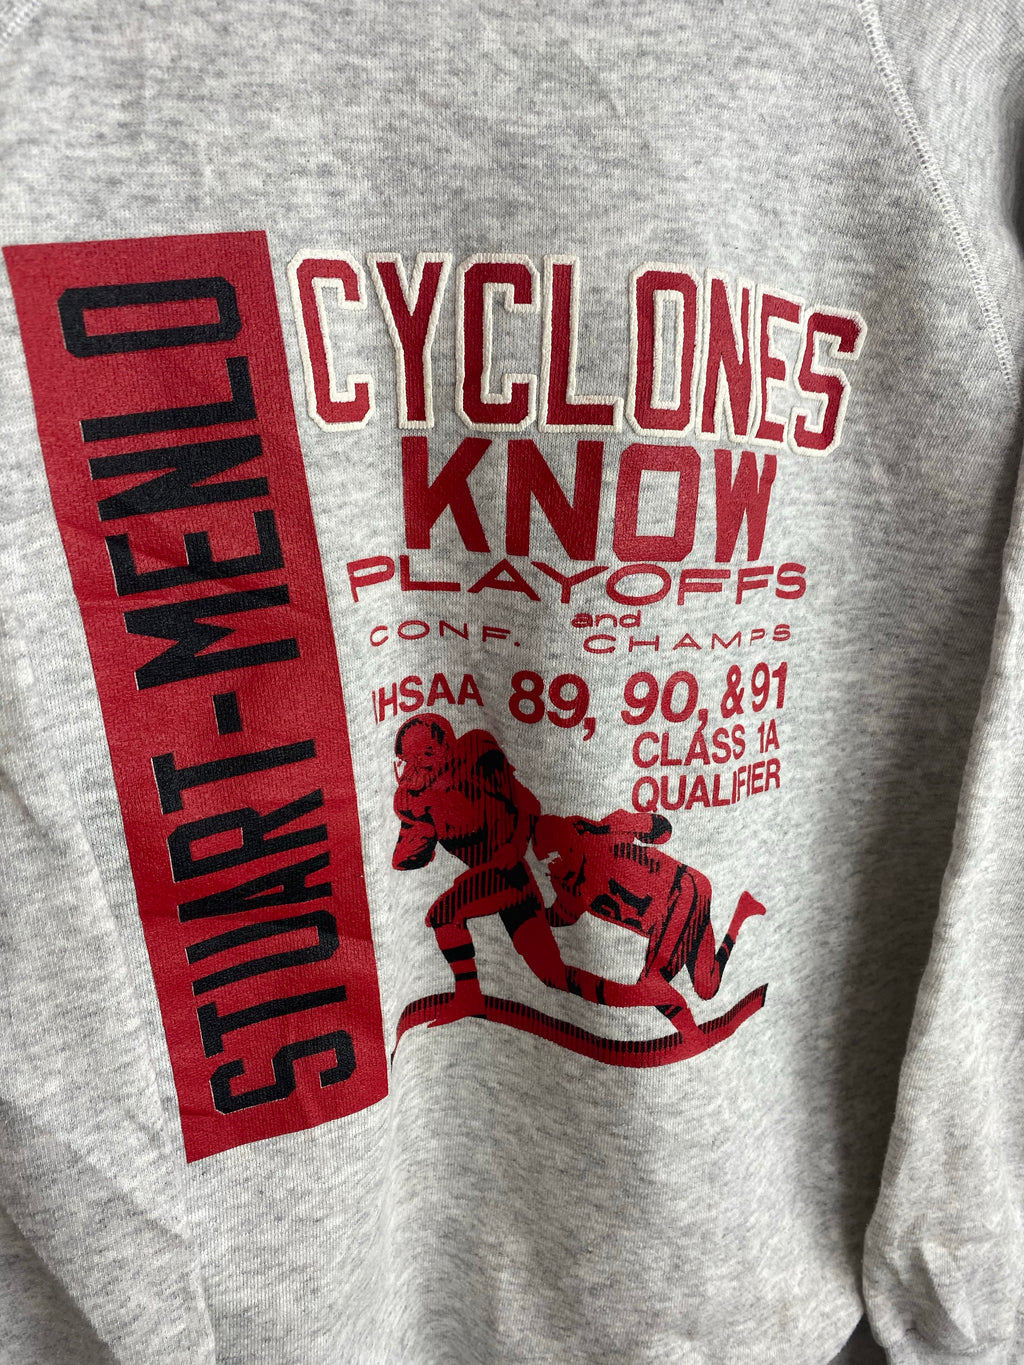 STUART-MENLO
CYCLONES
KNOW
PLAYOFFS
and
CONF. CHAMPS
IHSAA 89, 90, & 91
CLASS 1A
QUALIFIER